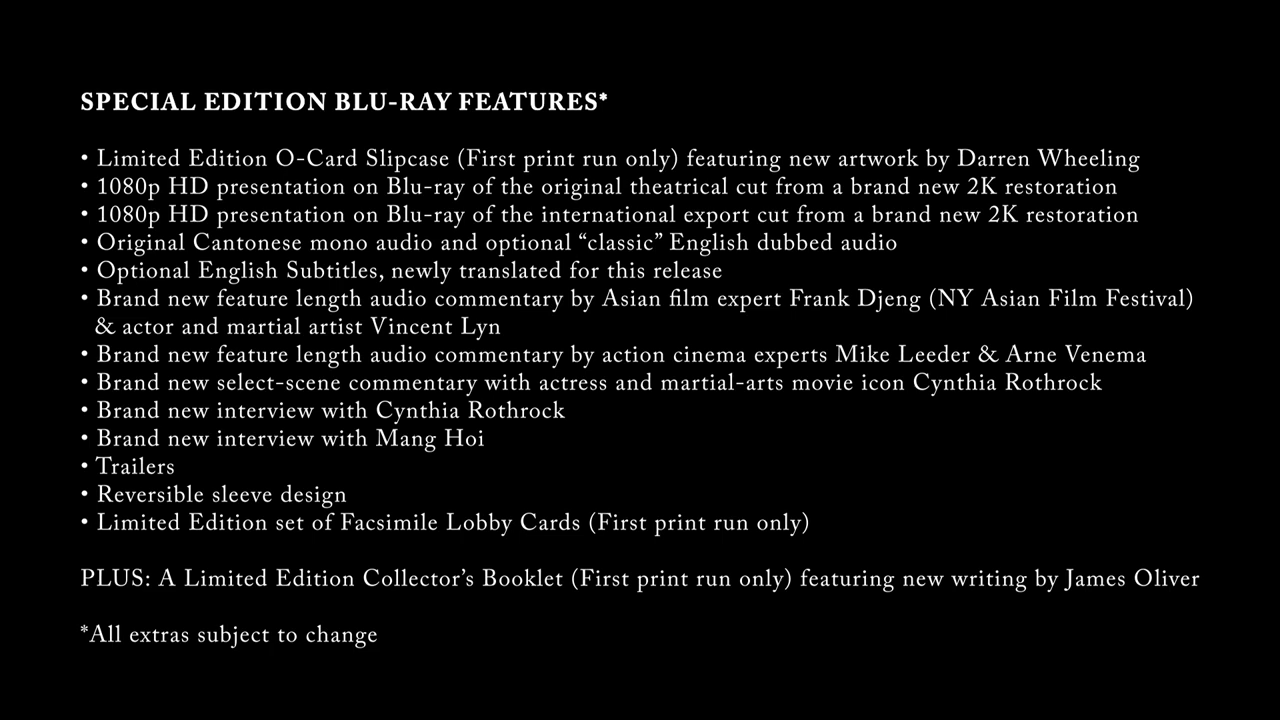 SPECIAL EDITION BLU-RAY FEATURES*
• Limited Edition O-Card Slipcase (First print run only) featuring new artwork by Darren Wheeling
• 1080p HD presentation on Blu-ray of the original theatrical cut from a brand new 2K restoration
• 1080p HD presentation on Blu-ray of the international export cut from a brand new 2K restoration
• Original Cantonese mono audio and optional “classic” English dubbed audio
• Optional English Subtitles, newly translated for this release
• Brand new feature length audio commentary by Asian film expert Frank Djeng (NY Asian Film Festival)
& actor and martial artist Vincent Lyn
• Brand new feature length audio commentary by action cinema experts Mike Leeder & Arne Venema
• Brand new select-scene commentary with actress and martial-arts movie icon Cynthia Rothrock
• Brand new interview with Cynthia Rothrock
• Brand new interview with Mang Hoi
• Trailers
• Reversible sleeve design
• Limited Edition set of Facsimile Lobby Cards (First print run only)
PLUS: A Limited Edition Collector’s Booklet (First print run only) featuring new writing by James Oliver
*All extras subject to change